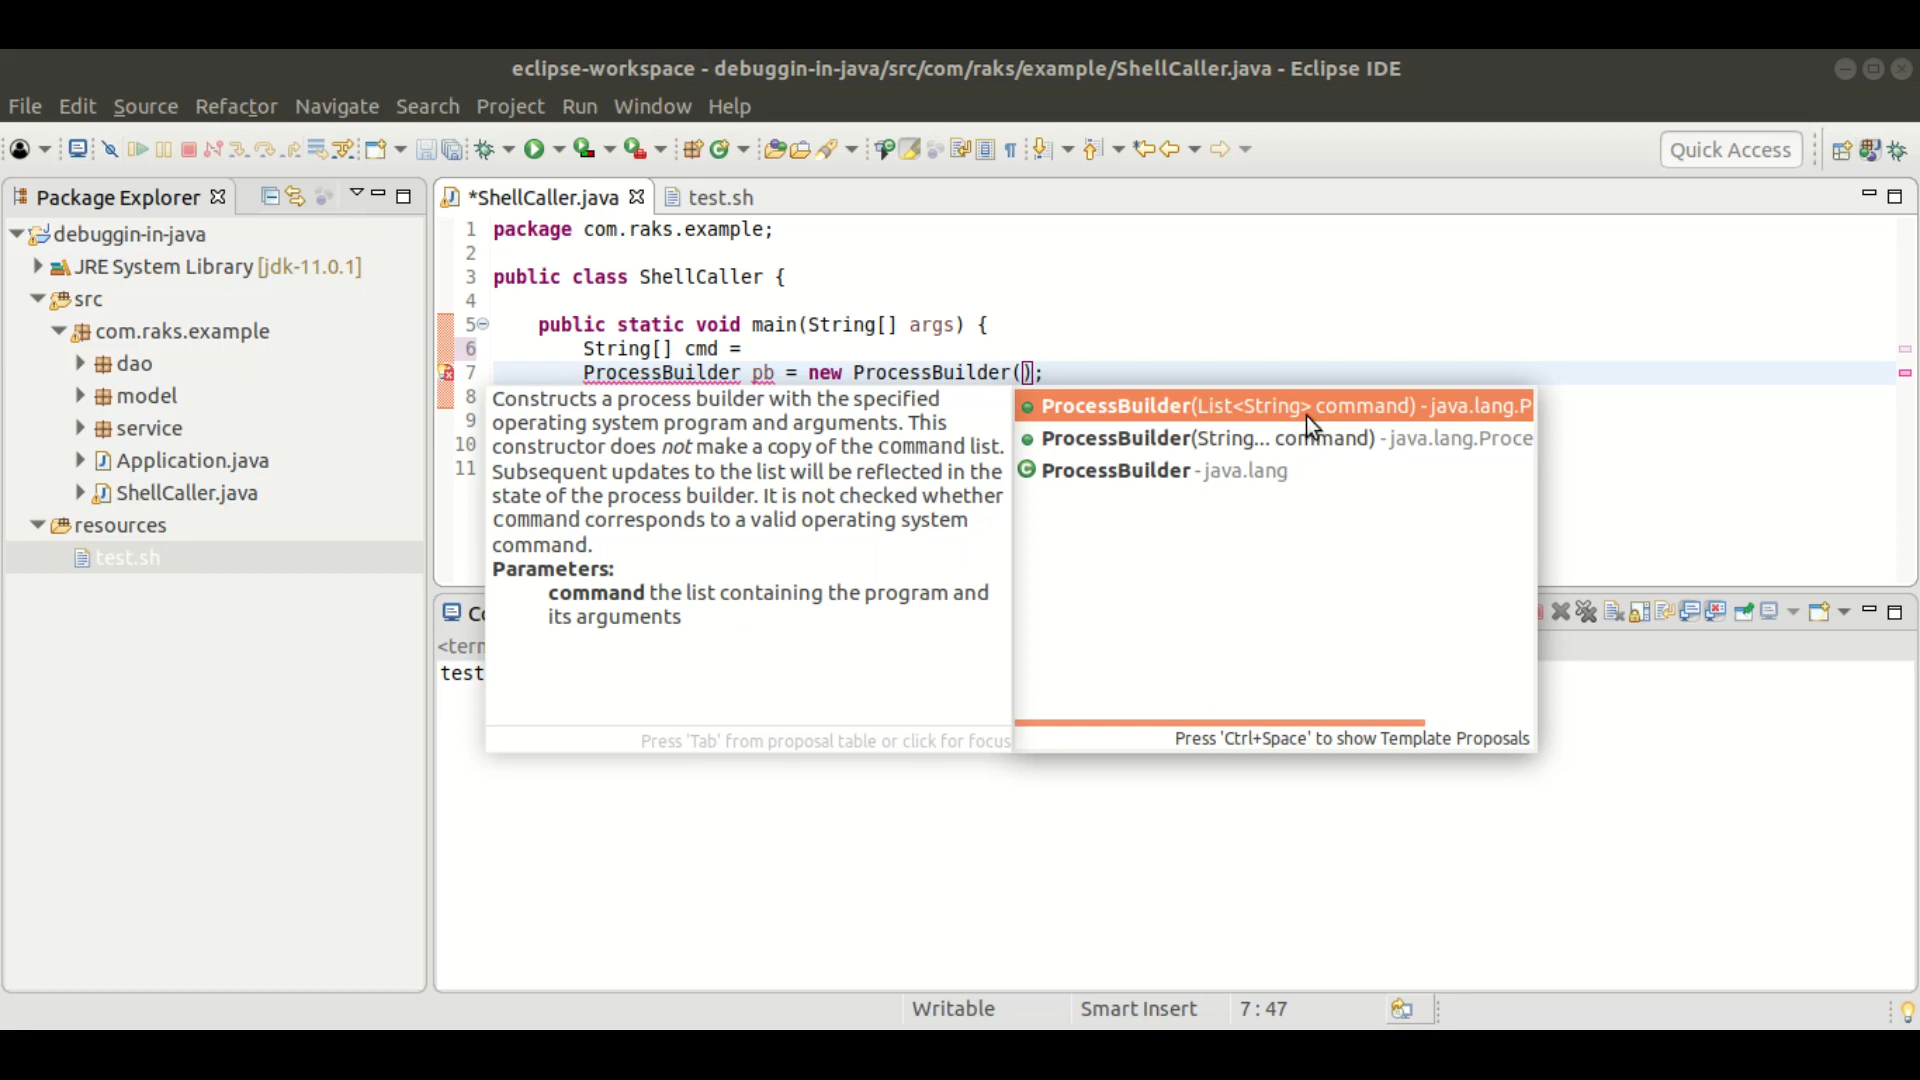 eclipse-workspace - debuggin-in-java/src/com/raks/example/ShellCaller.java - Eclipse IDE
File Edit Source Refactor Navigate Search Project Run Window Help
Quick Access
Package Explorer
*ShellCaller.java test.sh
debuggin-in-java
JRE System Library [jdk-11.0.1]
src
com.raks.example
dao
model
service
Application.java
ShellCaller.java
resources
test.sh
1 package com.raks.example;
2
3 public class ShellCaller {
4
5 public static void main(String[] args) {
6 String[] cmd =
7 ProcessBuilder pb = new ProcessBuilder();
8
9
10
11
Constructs a process builder with the specified
operating system program and arguments. This
constructor does not make a copy of the command list.
Subsequent updates to the list will be reflected in the
state of the process builder. It is not checked whether
command corresponds to a valid operating system
command.
Parameters:
command the list containing the program and
its arguments
Press 'Tab' from proposal table or click for focus
ProcessBuilder(List<String> command) - java.lang.P
ProcessBuilder(String... command) - java.lang.Proce
ProcessBuilder - java.lang
Press 'Ctrl+Space' to show Template Proposals
Co
<tern
test
Writable Smart Insert 7 : 47